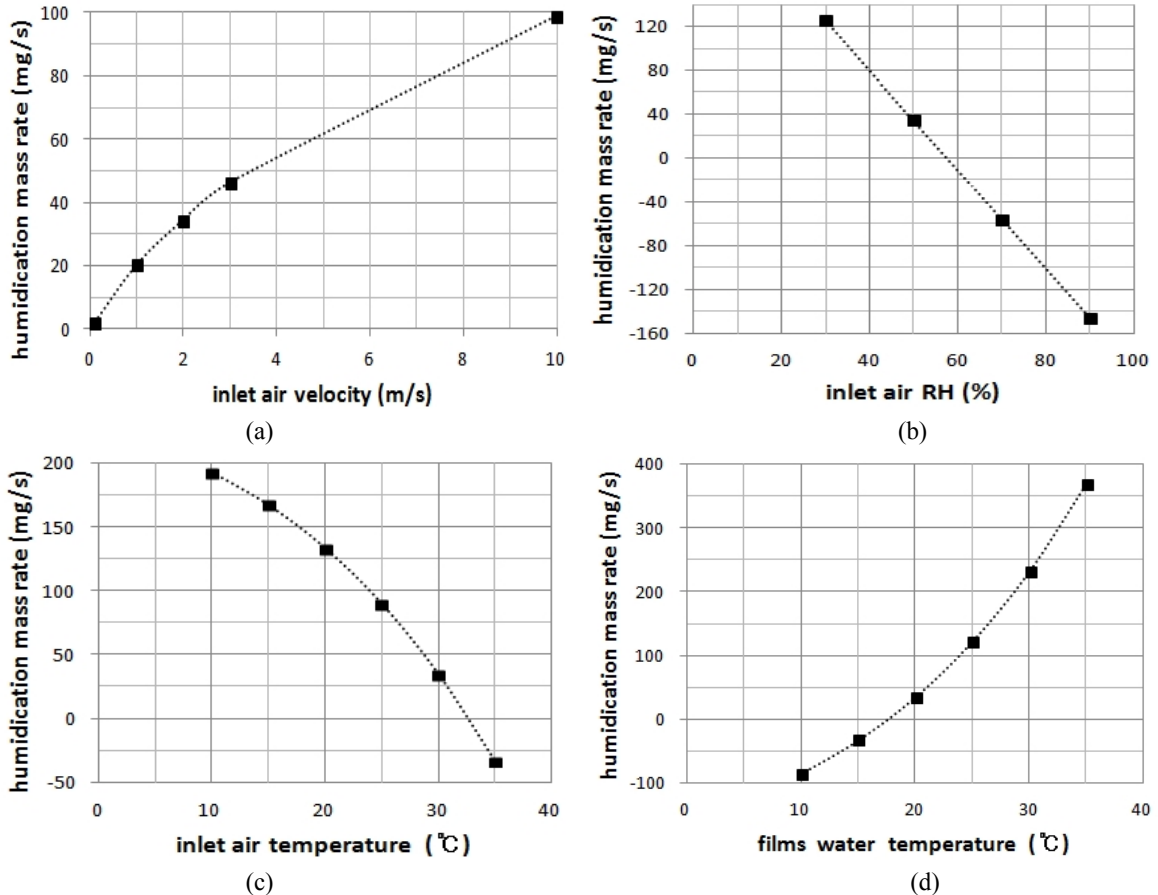 humidication mass rate (mg/s)
100
80
60
40
20
0
0 2 4 6 8 10
inlet air velocity (m/s)
(a)
humidication mass rate (mg/s)
120
80
40
0
-40
-80
-120
-160
0 20 40 60 80 100
inlet air RH (%)
(b)
humidication mass rate (mg/s)
200
150
100
50
0
-50
0 10 20 30 40
inlet air temperature (℃)
(c)
humidication mass rate (mg/s)
400
300
200
100
0
-100
0 10 20 30 40
films water temperature (℃)
(d)